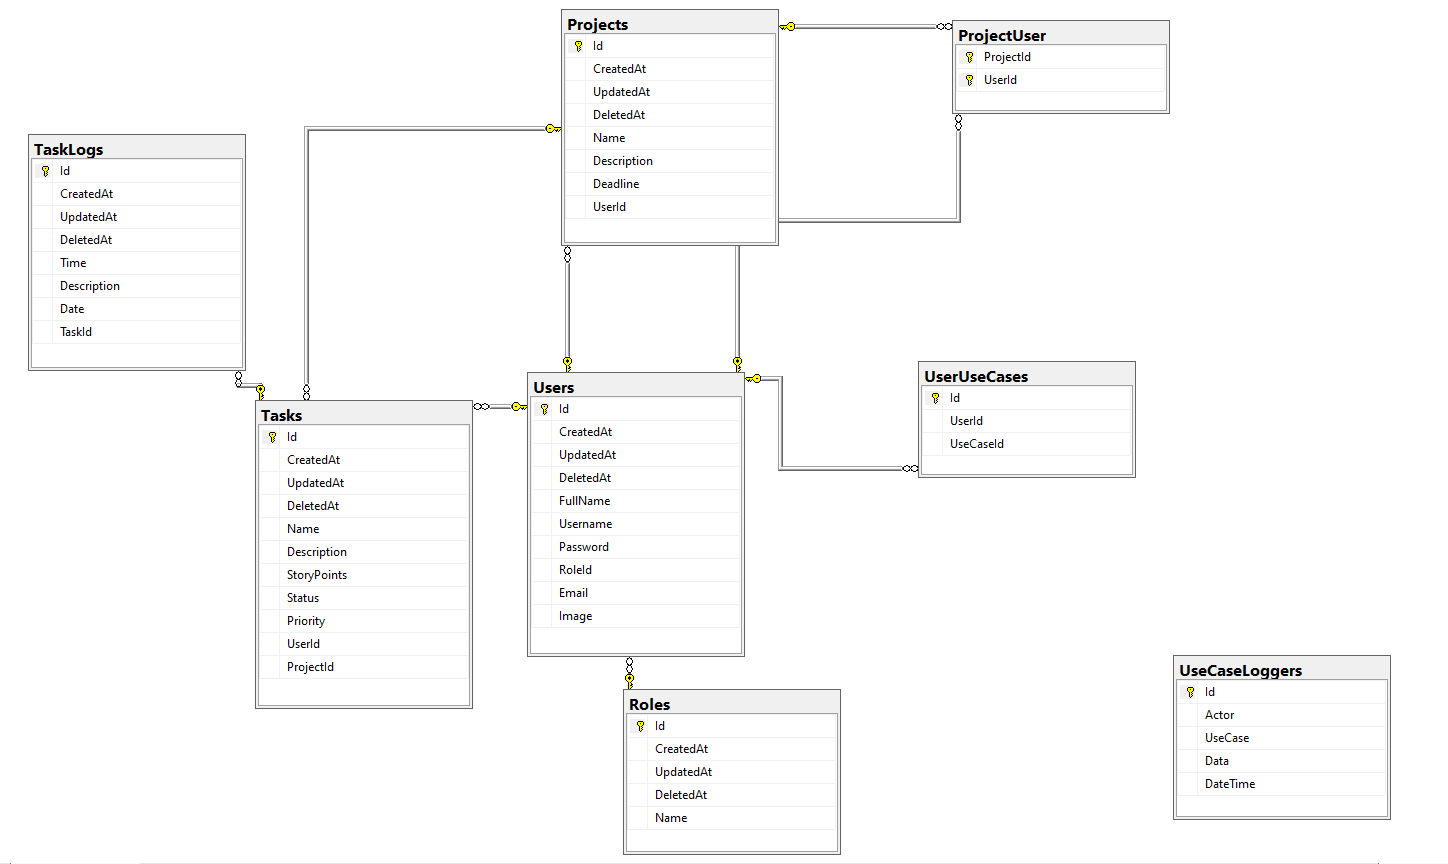 Projects
Id
CreatedAt
UpdatedAt
DeletedAt
Name
Description
Deadline
UserId
ProjectUser
ProjectId
UserId
TaskLogs
Id
CreatedAt
UpdatedAt
DeletedAt
Time
Description
Date
TaskId
Tasks
Id
CreatedAt
UpdatedAt
DeletedAt
Name
Description
StoryPoints
Status
Priority
UserId
ProjectId
Users
Id
CreatedAt
UpdatedAt
DeletedAt
FullName
Username
Password
RoleId
Email
Image
UserUseCases
Id
UserId
UseCaseId
Roles
Id
CreatedAt
UpdatedAt
DeletedAt
Name
UseCaseLoggers
Id
Actor
UseCase
Data
DateTime